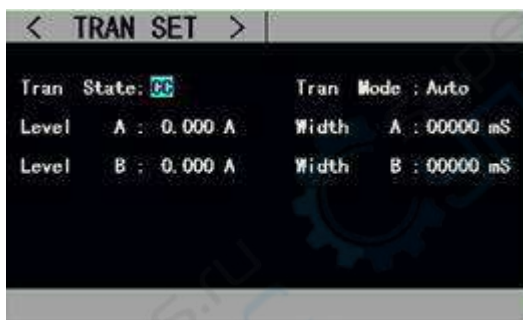 < TRAN SET >
Tran State: CC Tran Mode : Auto
Level A : 0.000 A Width A : 00000 mS
Level B : 0.000 A Width B : 00000 mS